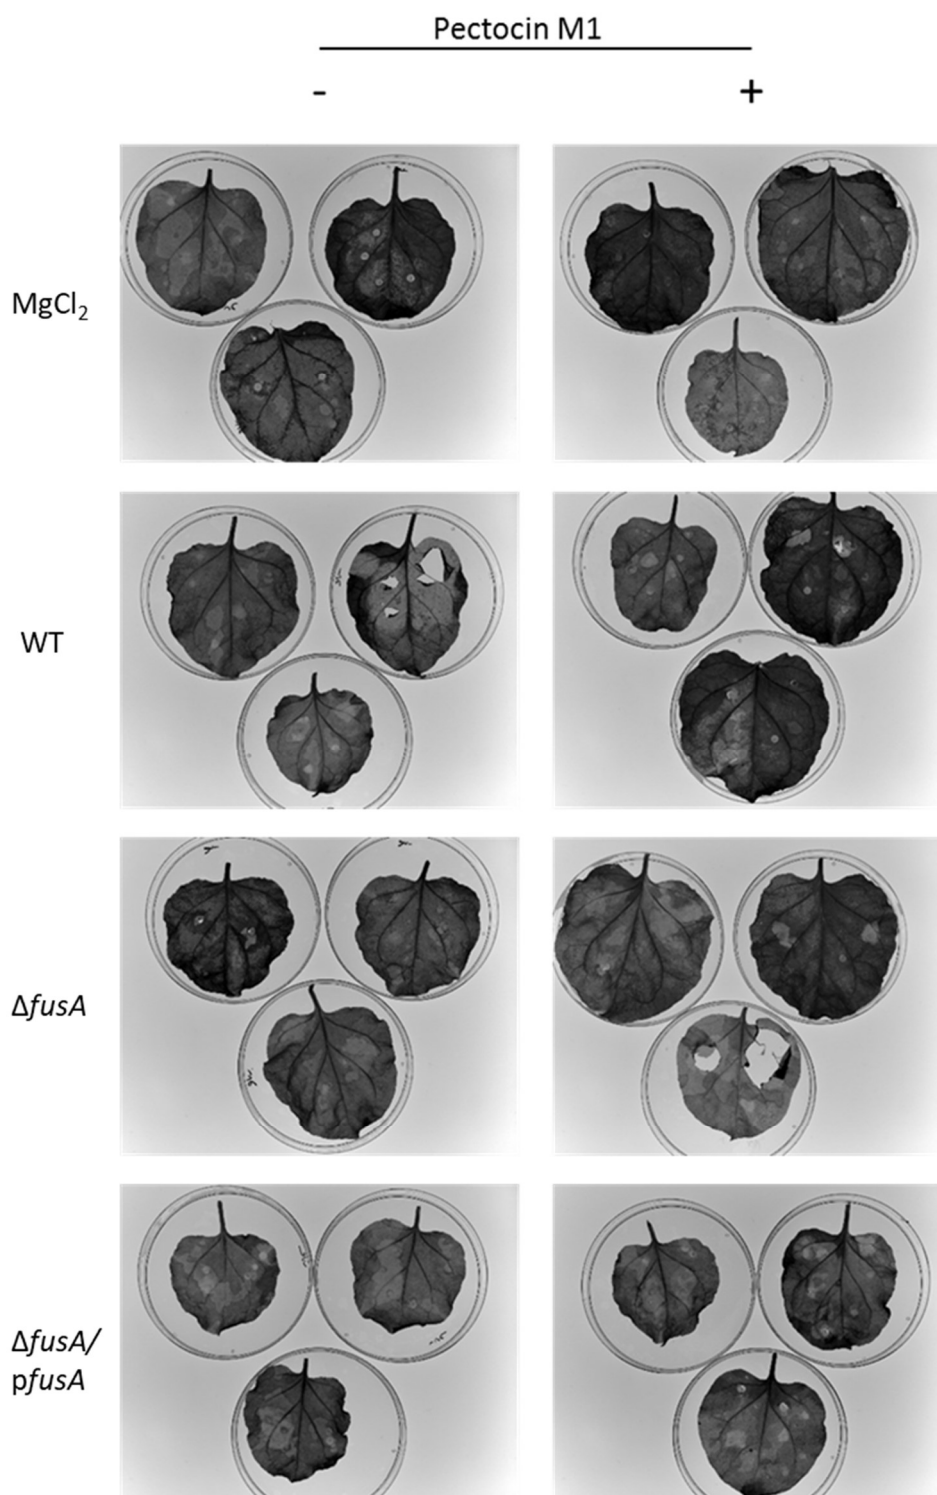 Pectocin M1
- +
MgCl₂
WT
ΔfusA
ΔfusA/
pfusA